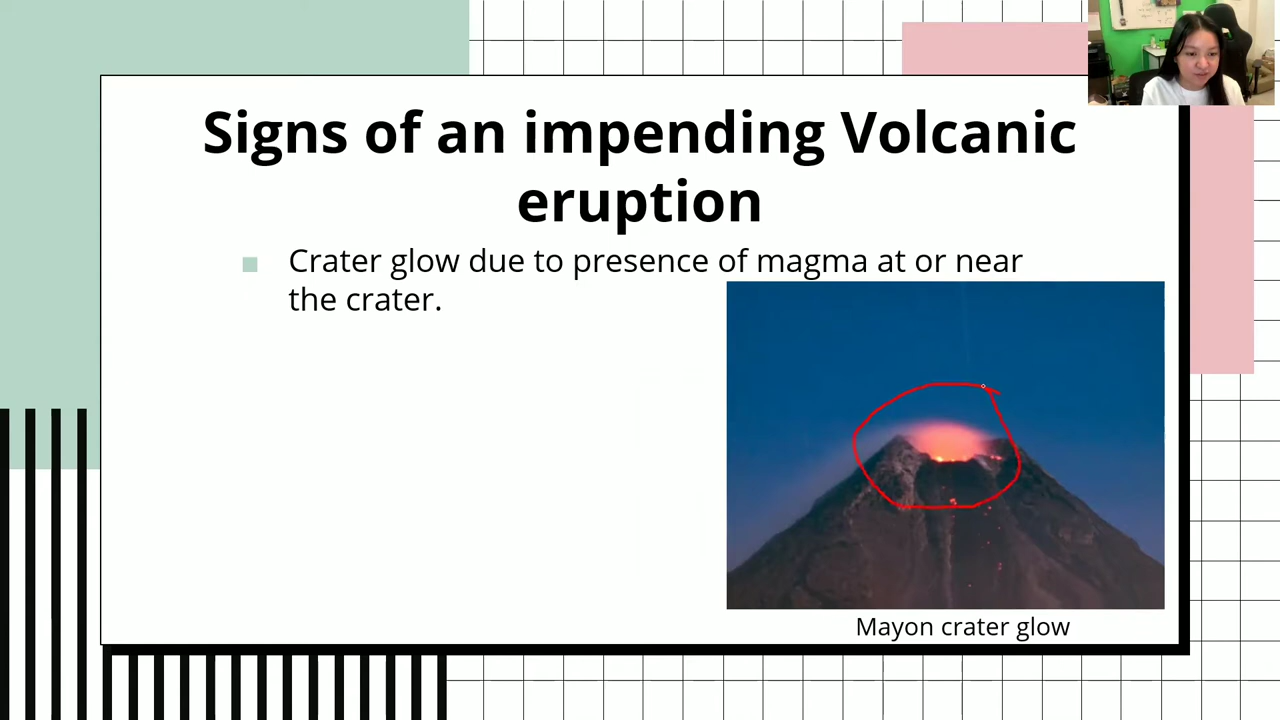 Signs of an impending Volcanic
eruption
Crater glow due to presence of magma at or near
the crater.
Mayon crater glow